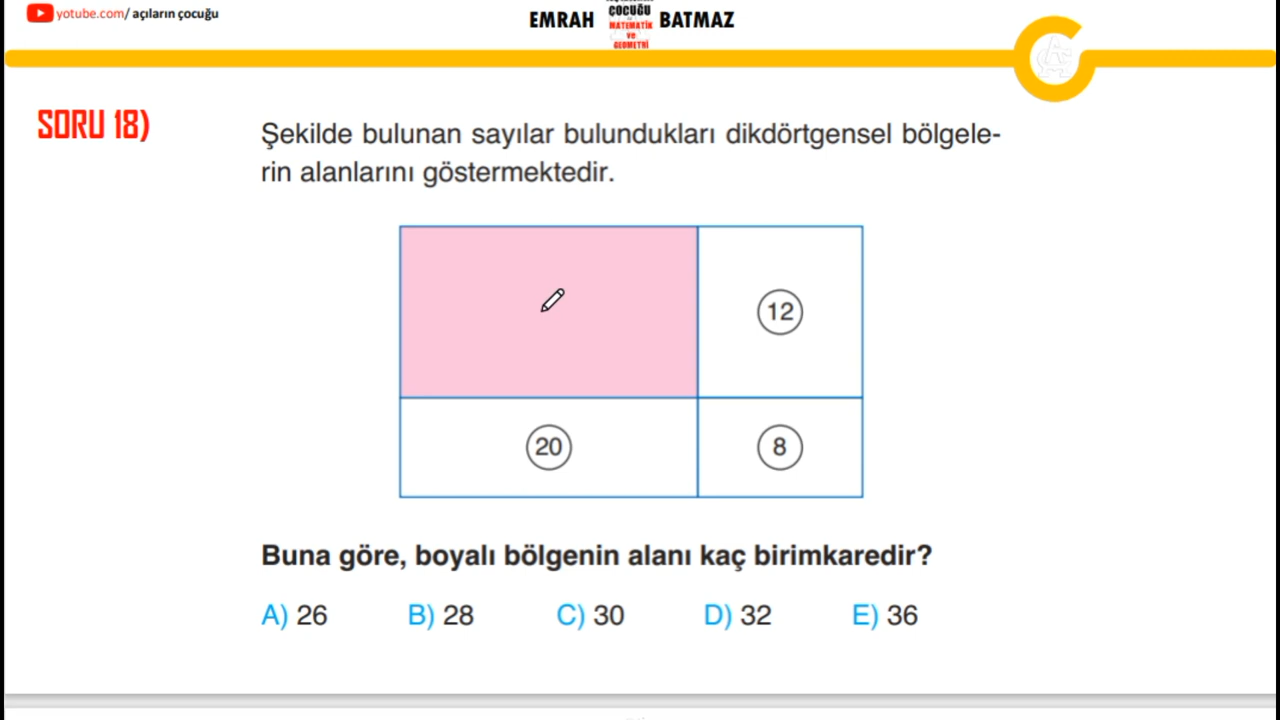 yotube.com/ açıların çocuğu
EMRAH ÇOCUĞU BATMAZ
MATEMATİK
ve
GEOMETRİ
SORU 18)
Şekilde bulunan sayılar bulundukları dikdörtgensel bölgele-
rin alanlarını göstermektedir.
12
20
8
Buna göre, boyalı bölgenin alanı kaç birimkaredir?
A) 26 B) 28 C) 30 D) 32 E) 36